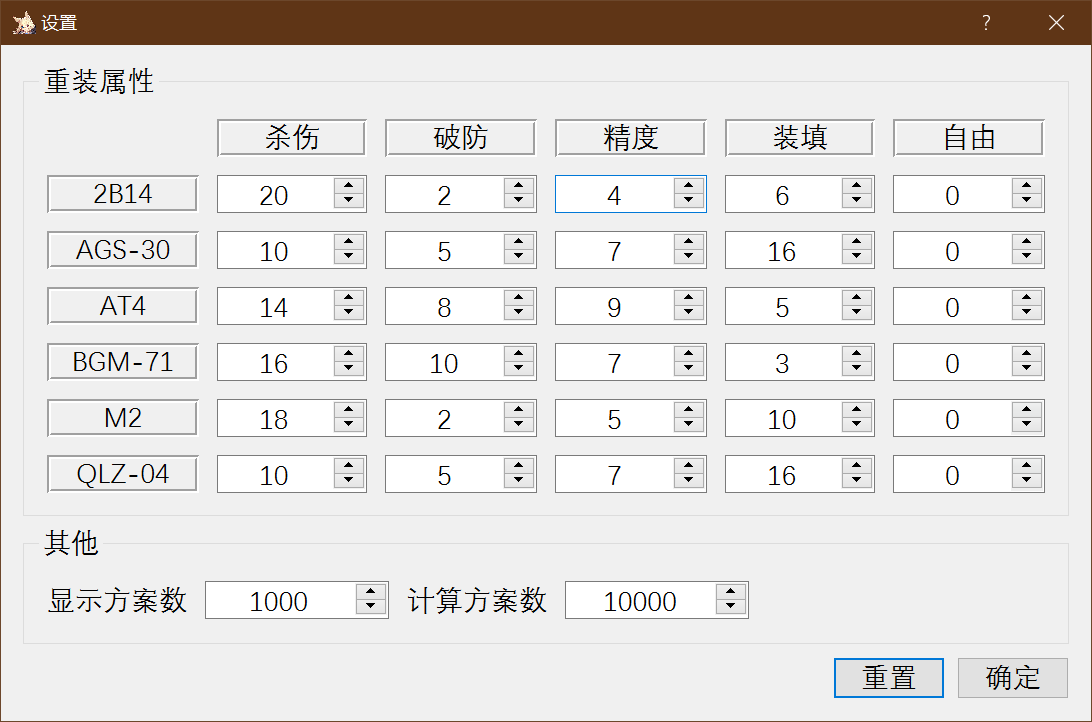 设置 ?
重装属性
杀伤 破防 精度 装填 自由
2B14 20 2 4 6 0
AGS-30 10 5 7 16 0
AT4 14 8 9 5 0
BGM-71 16 10 7 3 0
M2 18 2 5 10 0
QLZ-04 10 5 7 16 0
其他
显示方案数 1000 计算方案数 10000
重置 确定